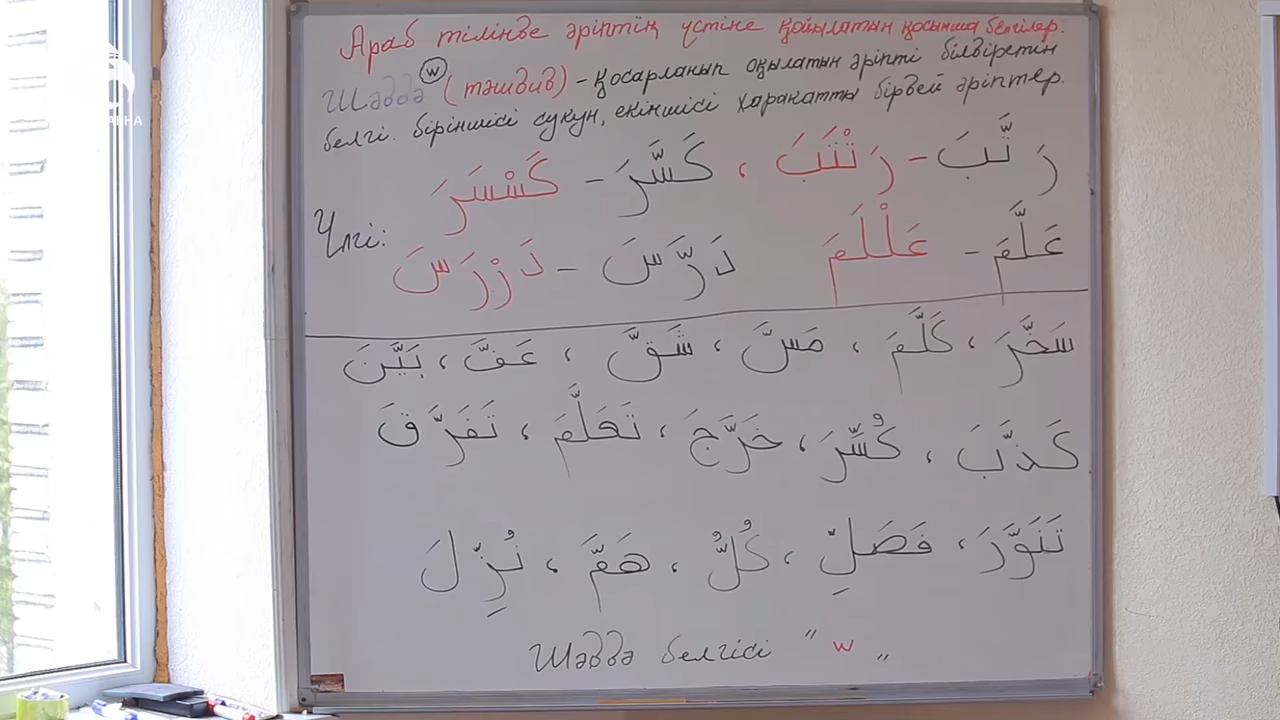 Араб тілінде әріптің үстіне қойылатын қосымша белгілер.
Шәддә (w) (тәшдид) – қосарланып оқылатын әріпті білдіретін
белгі. біріншісі сукун, екіншісі ҳаракатты бірдей әріптер.
رَتَّبَ – رَتْتَبَ ، كَسَّرَ – كَسْسَرَ
Үлгі:
عَلَّمَ – عَلْلَمَ دَرَّسَ – دَرْرَسَ
سَخَّرَ ، كَلَّمَ ، مَسَّ ، شَقَّ ، عَفَّ ، بَيَّنَ
كَذَّبَ ، كُسِّرَ ، خَرَّجَ ، تَعَلَّمَ ، تَفَرَّقَ
تَنَوَّرَ ، فَصَلِّ ، كُلُّ ، هَمَّ ، نُزِّلَ
Шәддә белгісі " w "